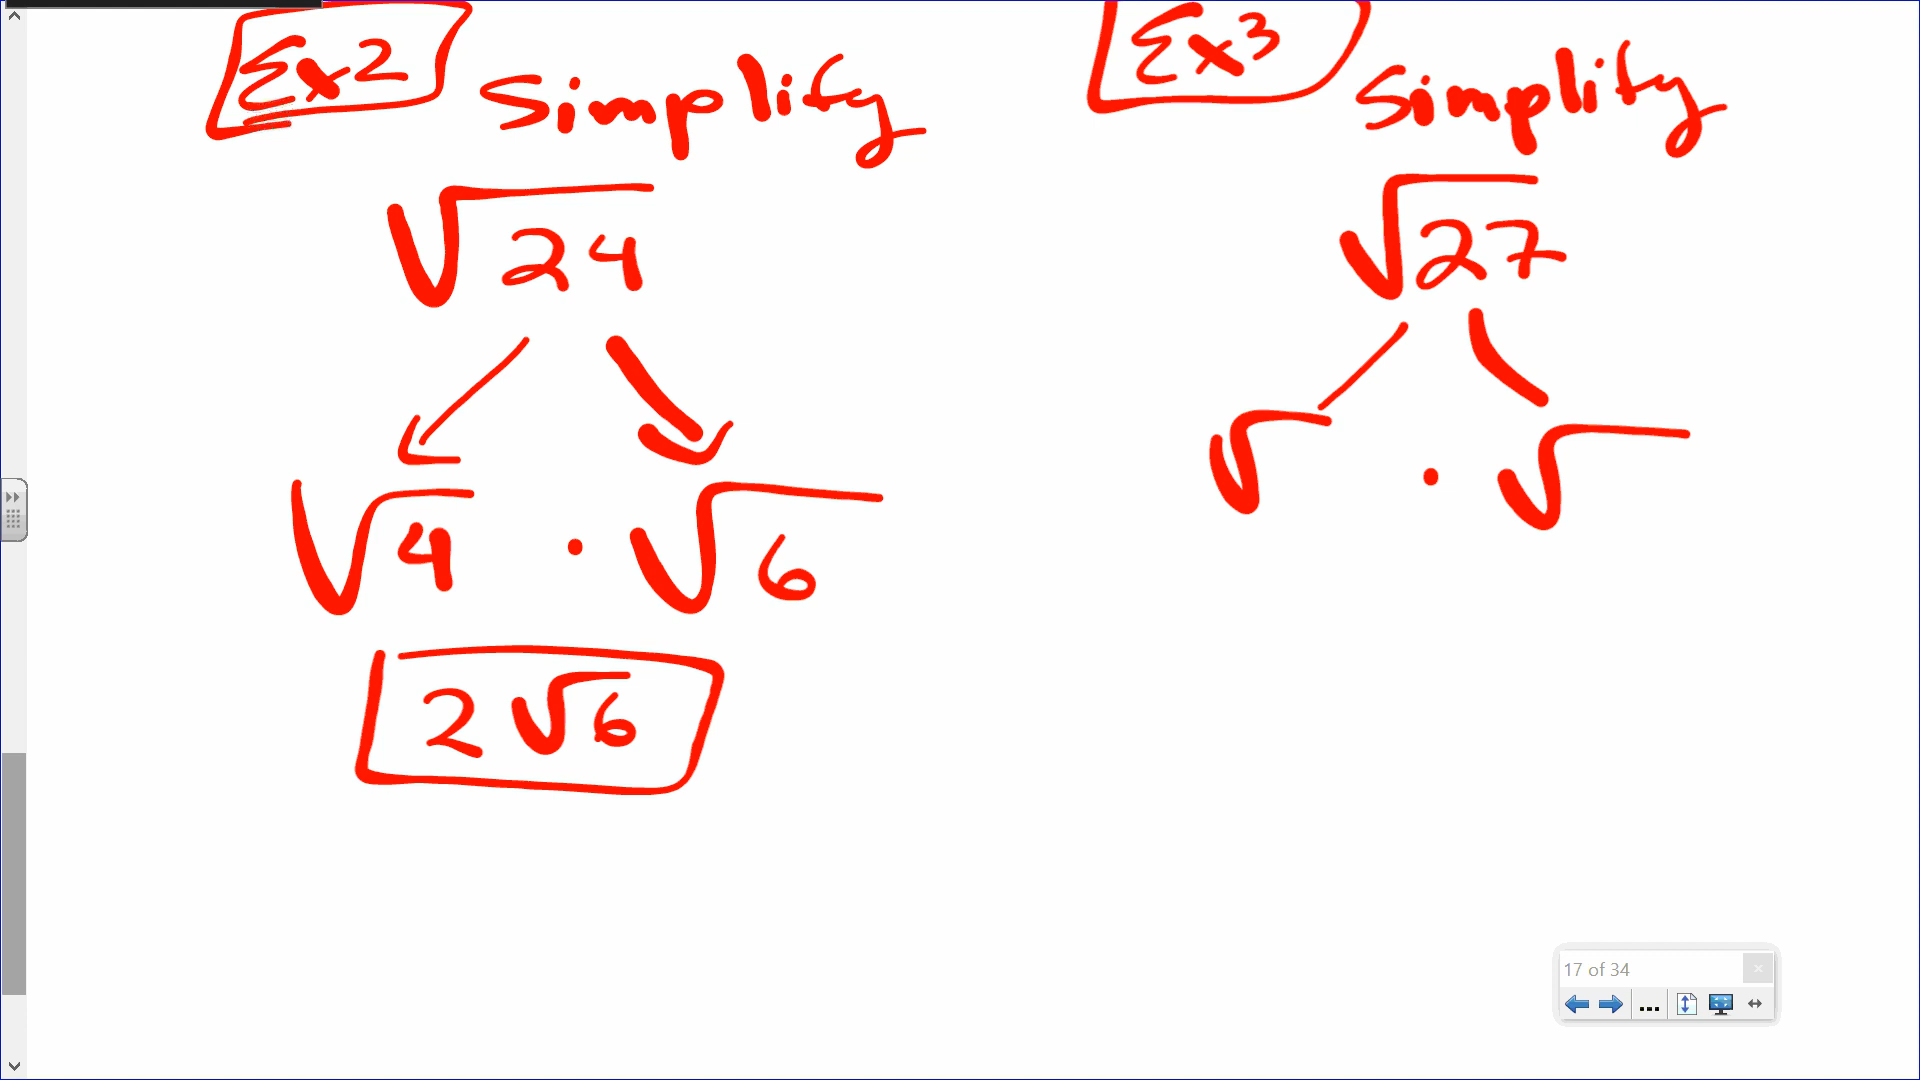 Ex2 Simplify
√24
√4 · √6
2√6
Ex3 Simplify
√27
√ · √
17 of 34